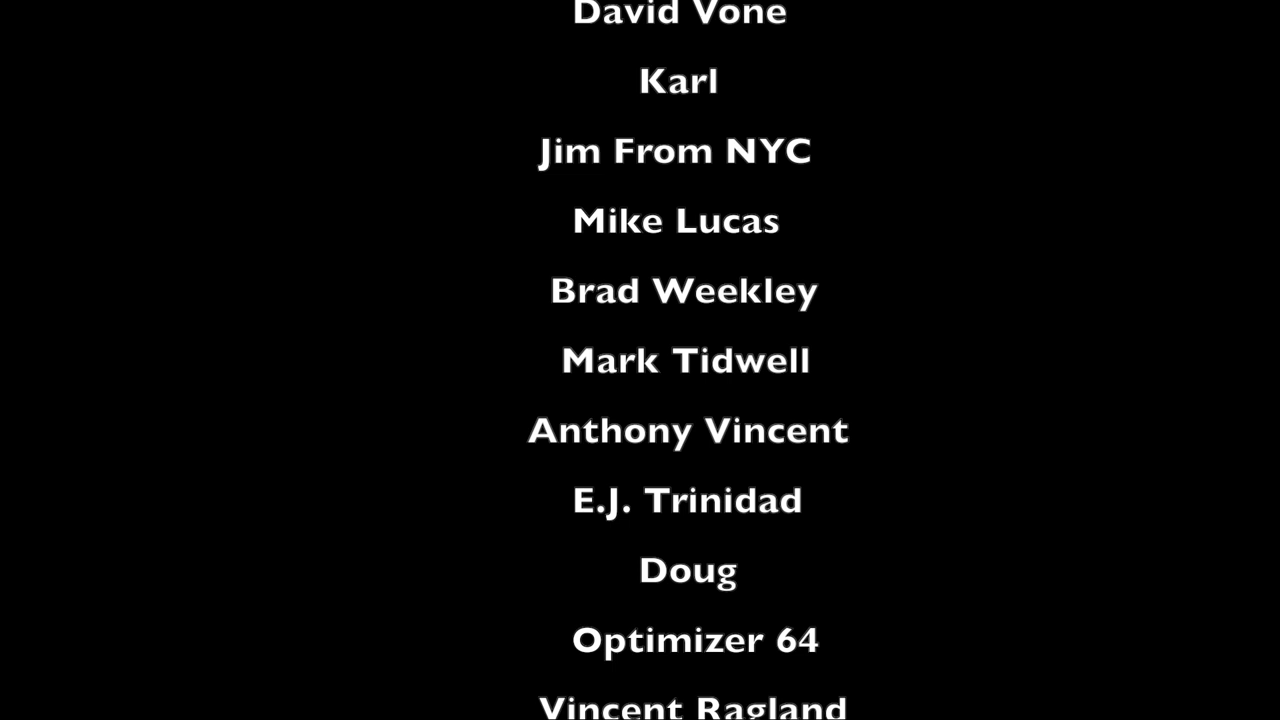 David Vone
Karl
Jim From NYC
Mike Lucas
Brad Weekley
Mark Tidwell
Anthony Vincent
E.J. Trinidad
Doug
Optimizer 64
Vincent Ragland